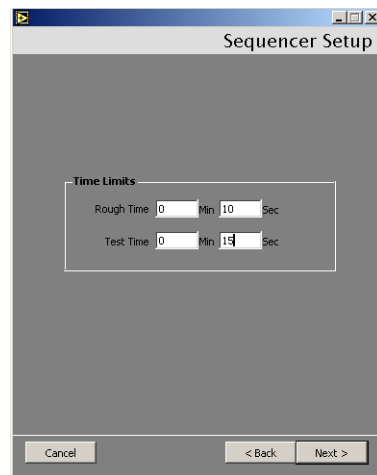 Sequencer Setup
Time Limits
Rough Time 0 Min 10 Sec
Test Time 0 Min 15 Sec
Cancel < Back Next >